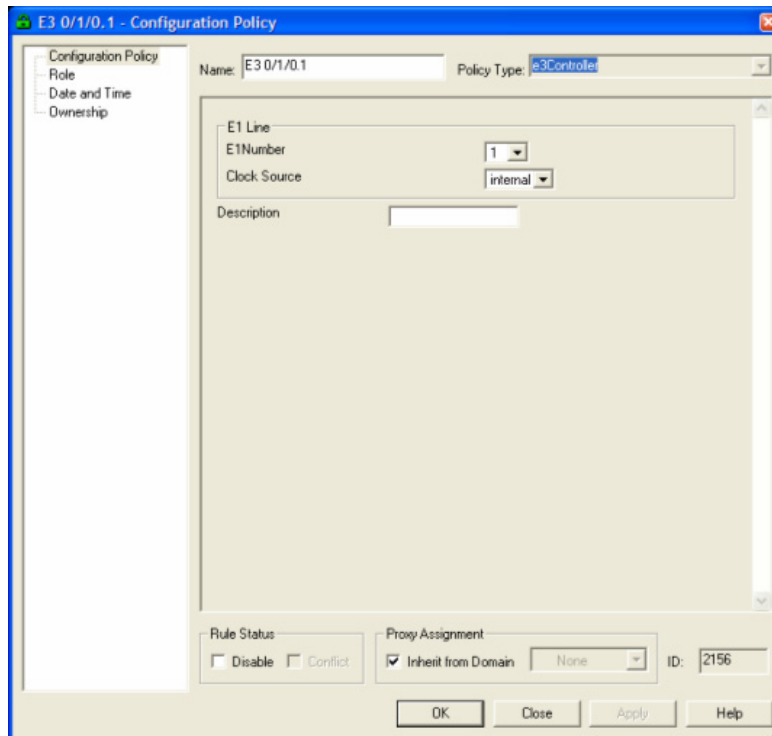 E3 0/1/0.1 - Configuration Policy
Configuration Policy
Role
Date and Time
Ownership
Name: E3 0/1/0.1 Policy Type: e3Controller
E1 Line
E1Number 1
Clock Source internal
Description
Rule Status
Disable Conflict
Proxy Assignment
Inherit from Domain None
ID: 2156
OK Close Apply Help